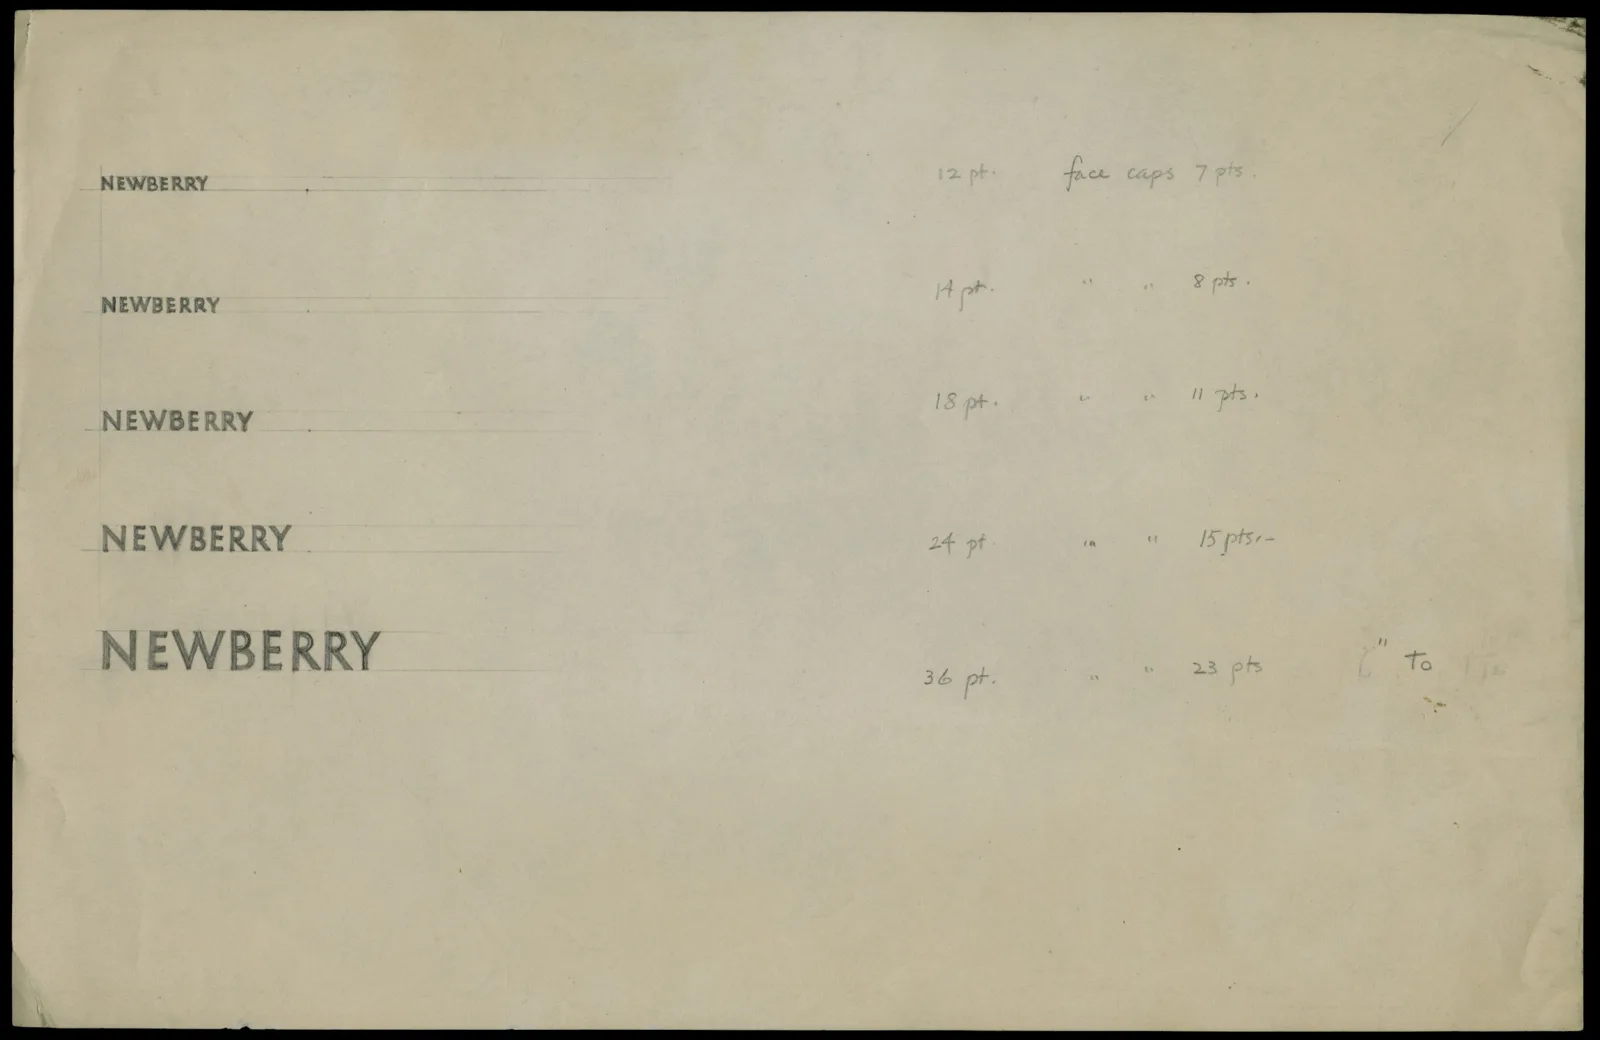 NEWBERRY 12 pt. face caps 7 pts.
NEWBERRY 14 pt. " " 8 pts.
NEWBERRY 18 pt. " " 11 pts.
NEWBERRY 24 pt. " " 15 pts.-
NEWBERRY 36 pt. " " 23 pts " To